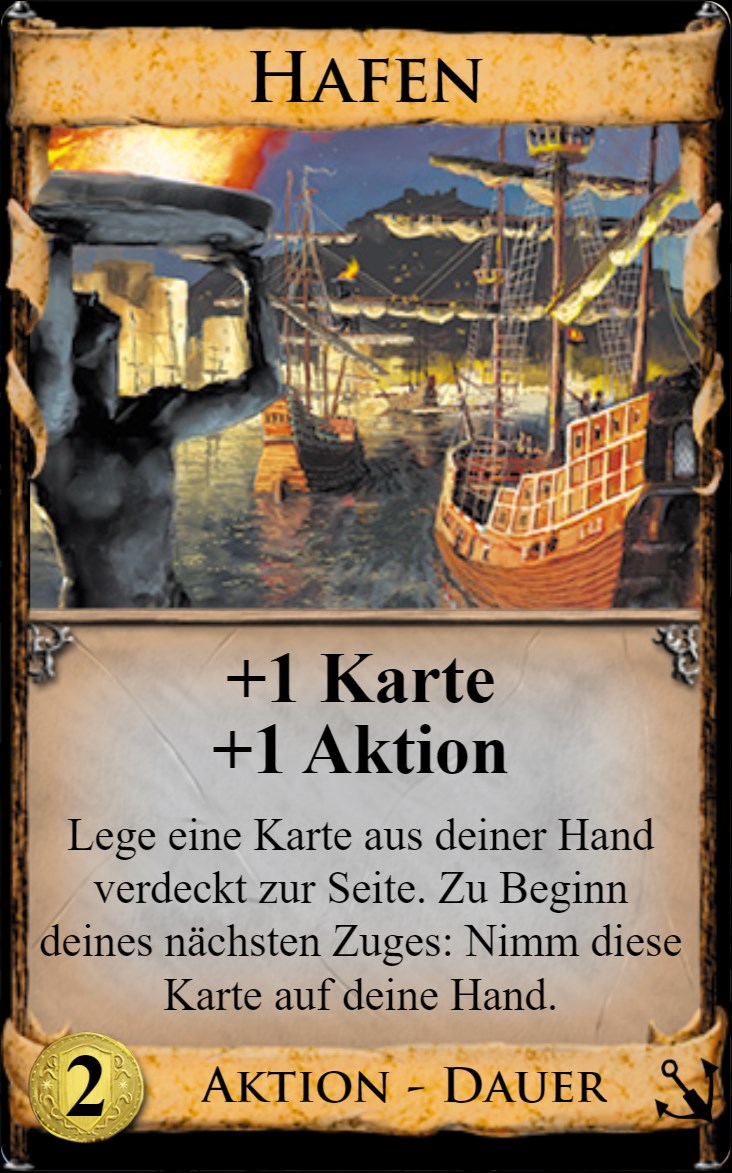 HAFEN
+1 Karte
+1 Aktion
Lege eine Karte aus deiner Hand
verdeckt zur Seite. Zu Beginn
deines nächsten Zuges: Nimm diese
Karte auf deine Hand.
2 AKTION - DAUER